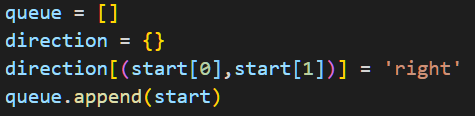 queue = []
direction = {}
direction[(start[0],start[1])] = 'right'
queue.append(start)